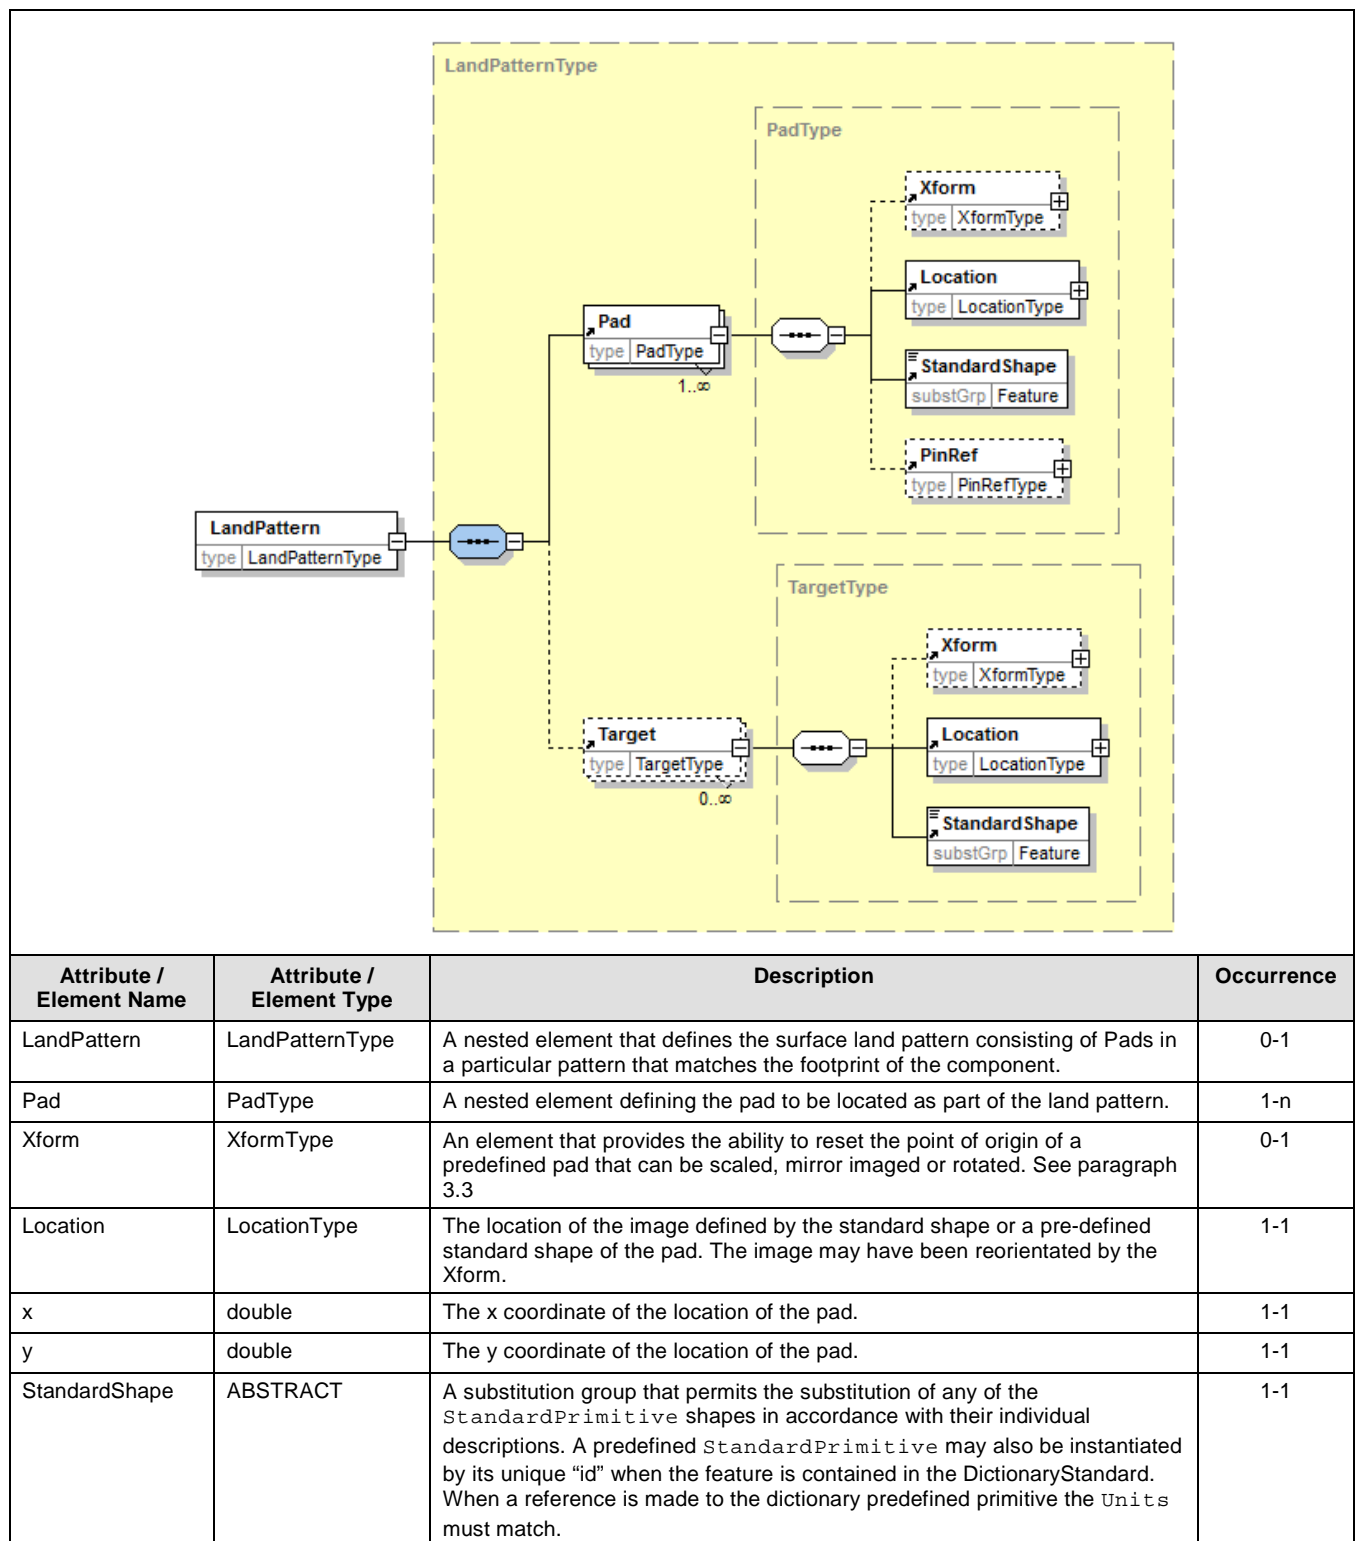 LandPatternType
PadType
Xform
type XformType
Location
type LocationType
Pad
type PadType
1..∞
StandardShape
substGrp Feature
PinRef
type PinRefType
LandPattern
type LandPatternType
TargetType
Xform
type XformType
Target
type TargetType
0..∞
Location
type LocationType
StandardShape
substGrp Feature
Attribute / Element Name
Attribute / Element Type
Description
Occurrence
LandPattern
LandPatternType
A nested element that defines the surface land pattern consisting of Pads in
a particular pattern that matches the footprint of the component.
0-1
Pad
PadType
A nested element defining the pad to be located as part of the land pattern.
1-n
Xform
XformType
An element that provides the ability to reset the point of origin of a
predefined pad that can be scaled, mirror imaged or rotated. See paragraph
3.3
0-1
Location
LocationType
The location of the image defined by the standard shape or a pre-defined
standard shape of the pad. The image may have been reorientated by the
Xform.
1-1
x
double
The x coordinate of the location of the pad.
1-1
y
double
The y coordinate of the location of the pad.
1-1
StandardShape
ABSTRACT
A substitution group that permits the substitution of any of the
StandardPrimitive shapes in accordance with their individual
descriptions. A predefined StandardPrimitive may also be instantiated
by its unique “id” when the feature is contained in the DictionaryStandard.
When a reference is made to the dictionary predefined primitive the Units
must match.
1-1